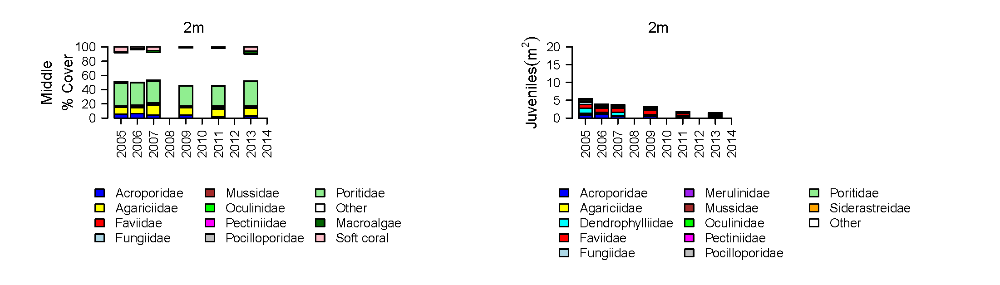 2m
Middle
% Cover
100
80
60
40
20
0
2005
2006
2007
2008
2009
2010
2011
2012
2013
2014
Acroporidae
Agariciidae
Faviidae
Fungiidae
Mussidae
Oculinidae
Pectiniidae
Pocilloporidae
Poritidae
Other
Macroalgae
Soft coral
2m
Juveniles(m²)
20
15
10
5
0
2005
2006
2007
2008
2009
2010
2011
2012
2013
2014
Acroporidae
Agariciidae
Dendrophylliidae
Faviidae
Fungiidae
Merulinidae
Mussidae
Oculinidae
Pectiniidae
Pocilloporidae
Poritidae
Siderastreidae
Other